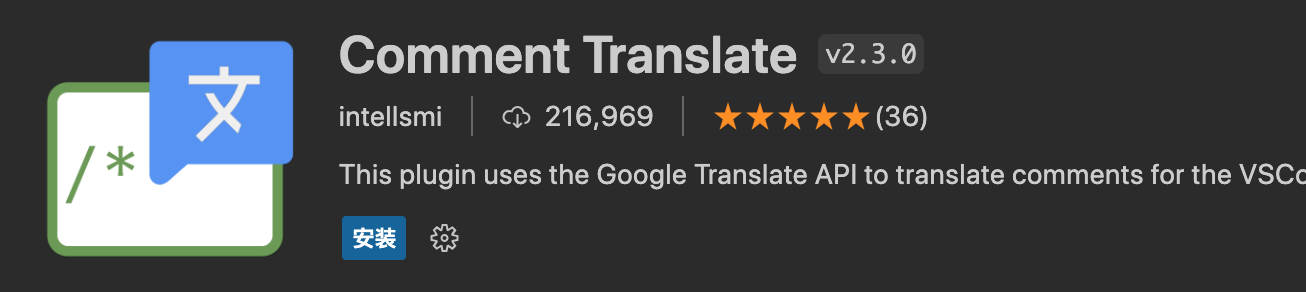 Comment Translate v2.3.0
文
/*
intellsmi 216,969 (36)
This plugin uses the Google Translate API to translate comments for the VSCo
安装